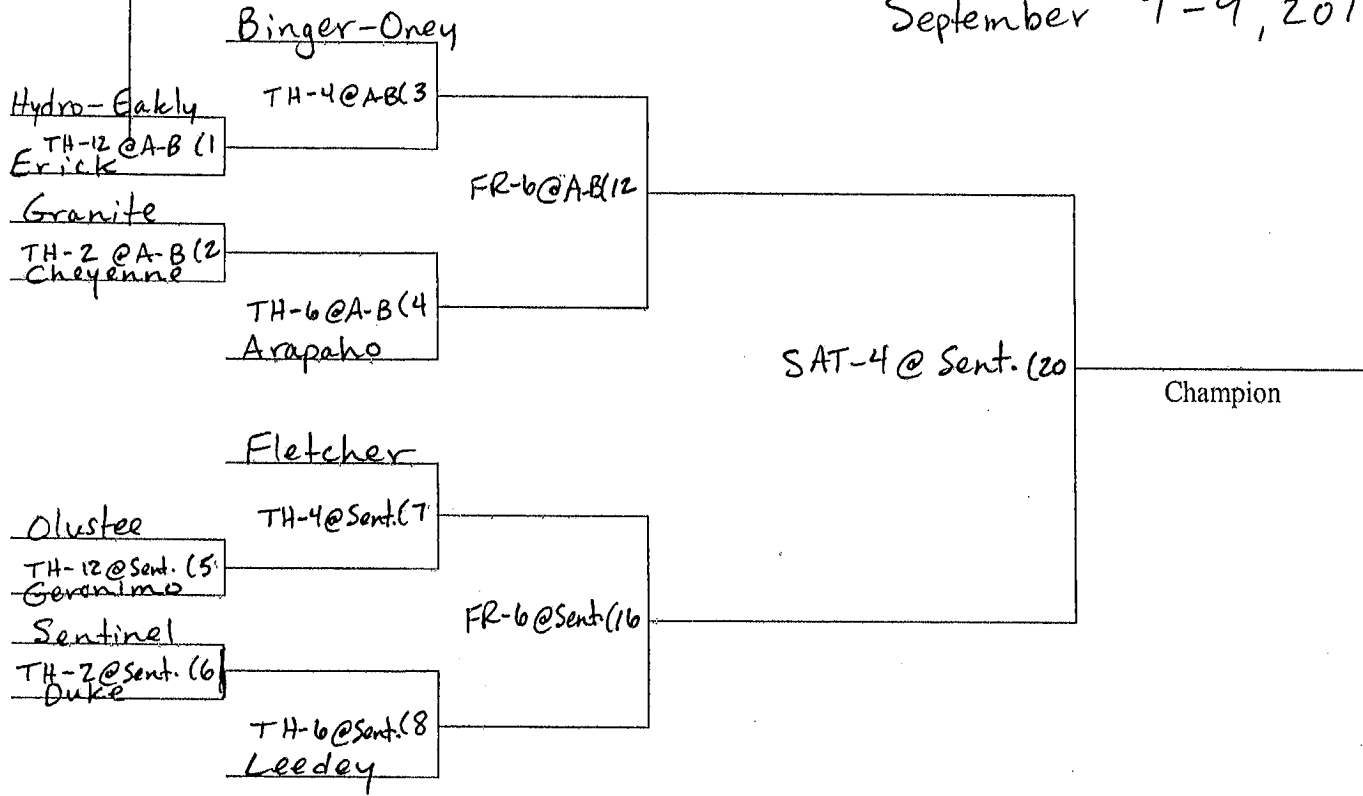 September 7-9, 201
Binger-Oney
TH-4@A-B(3
Hydro-Eakly
TH-12 @A-B (1
Erick
FR-6@A-B(12
Granite
TH-2 @A-B (2
Cheyenne
TH-6@A-B(4
Arapaho
SAT-4 @ Sent. (20
Champion
Fletcher
TH-4@Sent.(7
Olustee
TH-12@Sent. (5
Geronimo
FR-6@Sent.(16
Sentinel
TH-2@Sent. (6
Duke
TH-6@Sent.(8
Leedey